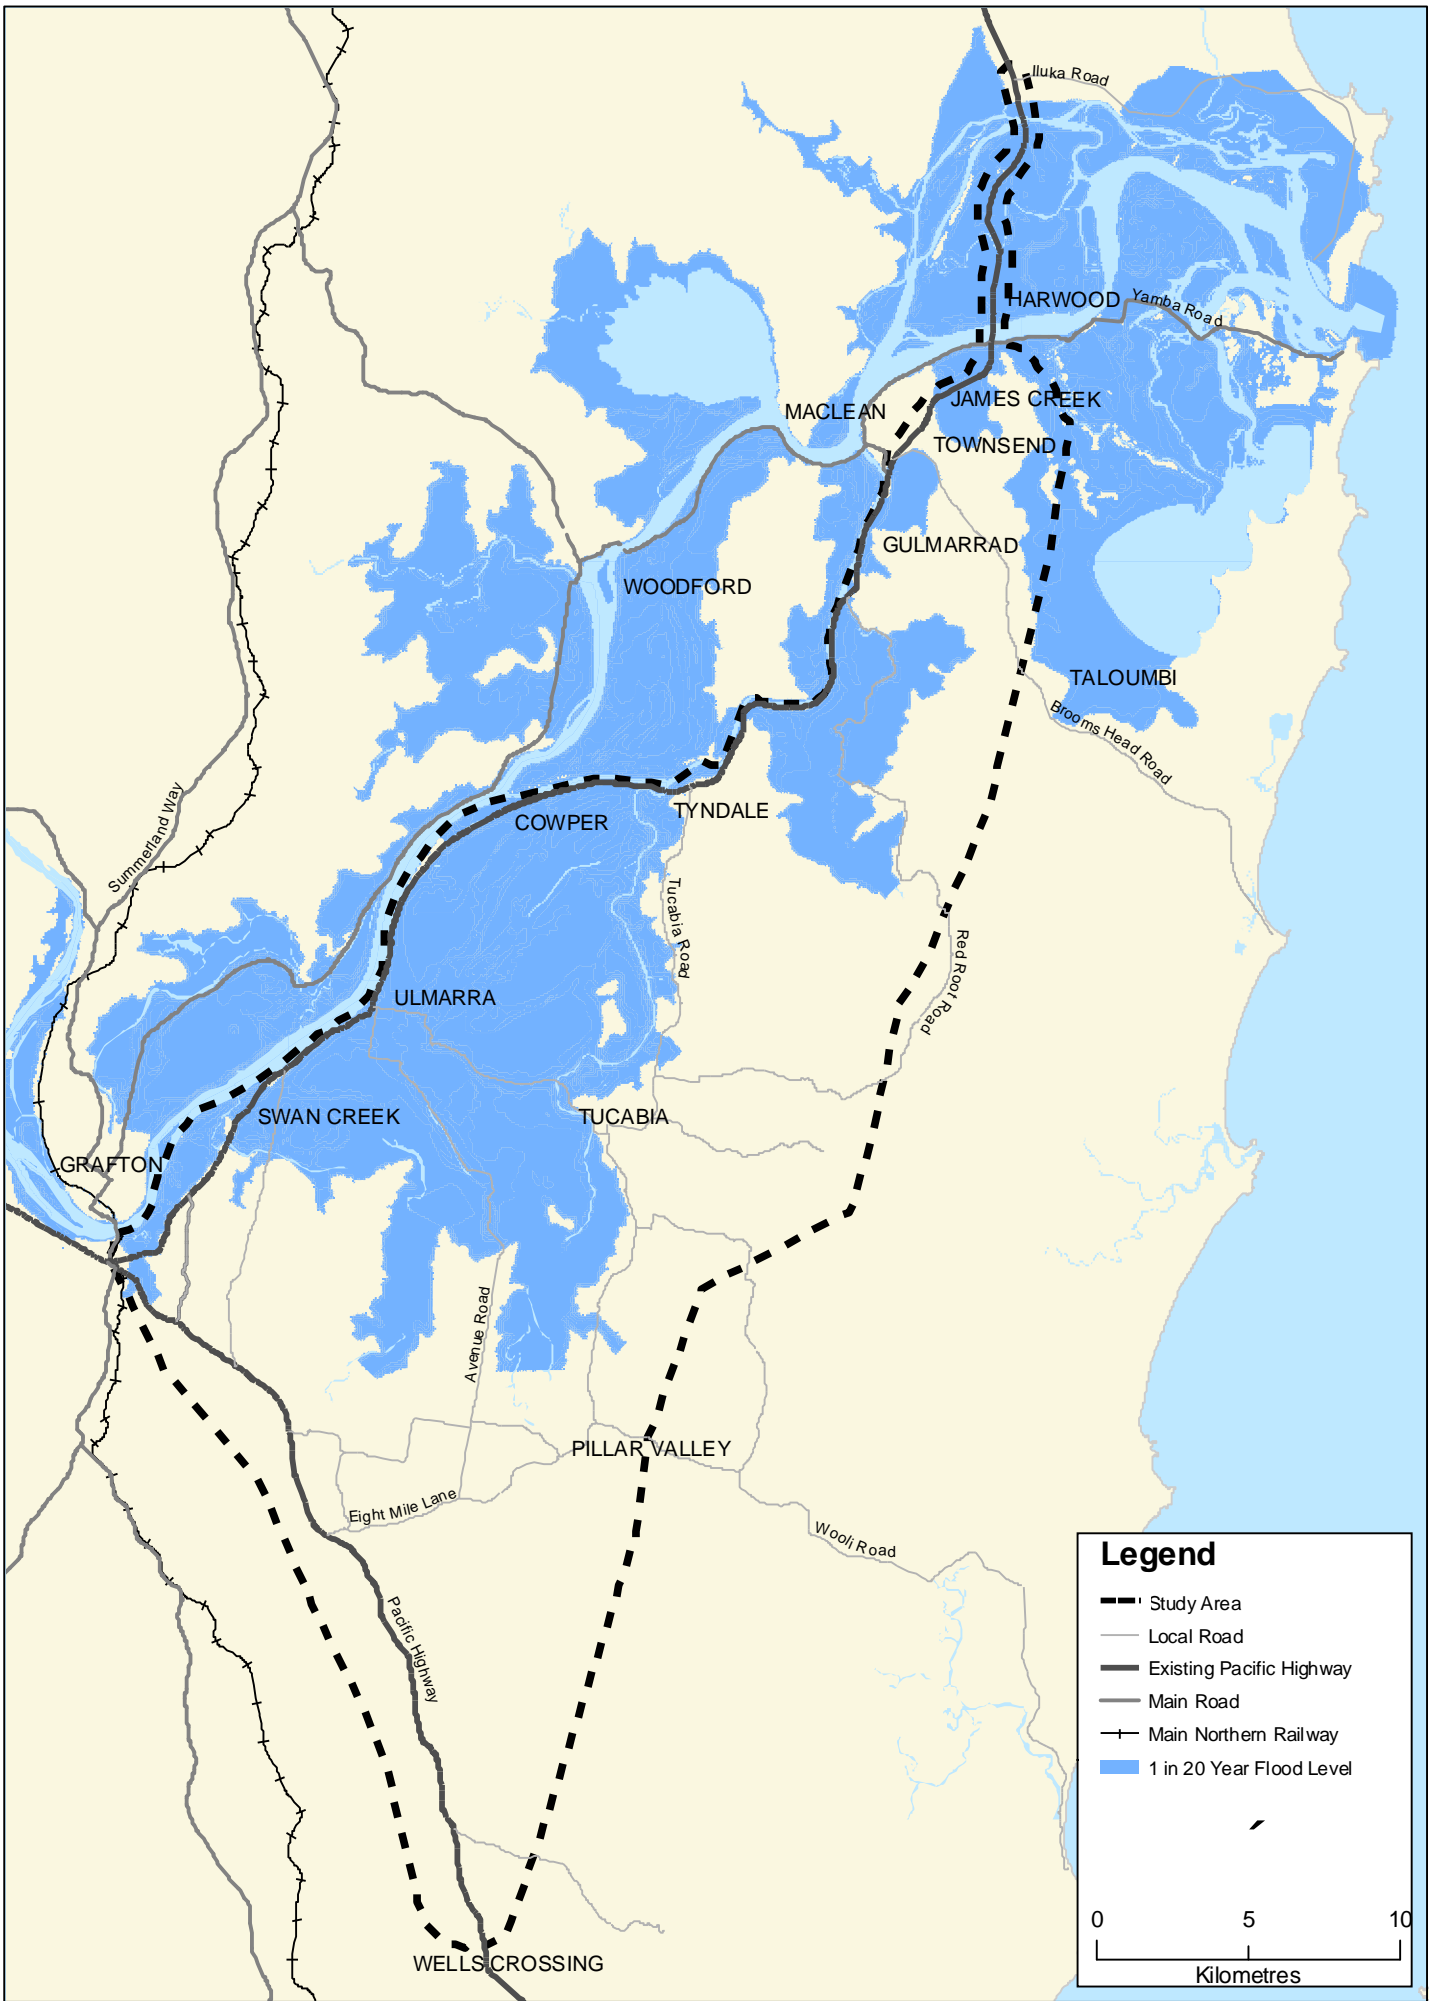 Iluka Road
HARWOOD
Yamba Road
MACLEAN
JAMES CREEK
TOWNSEND
GULMARRAD
WOODFORD
TALOUMBI
Brooms Head Road
Summerland Way
TYNDALE
COWPER
Tucabia Road
Red Root Road
ULMARRA
SWAN CREEK
TUCABIA
GRAFTON
Avenue Road
PILLAR VALLEY
Eight Mile Lane
Wooli Road
Pacific Highway
WELLS CROSSING
Legend
Study Area
Local Road
Existing Pacific Highway
Main Road
Main Northern Railway
1 in 20 Year Flood Level
0 5 10
Kilometres